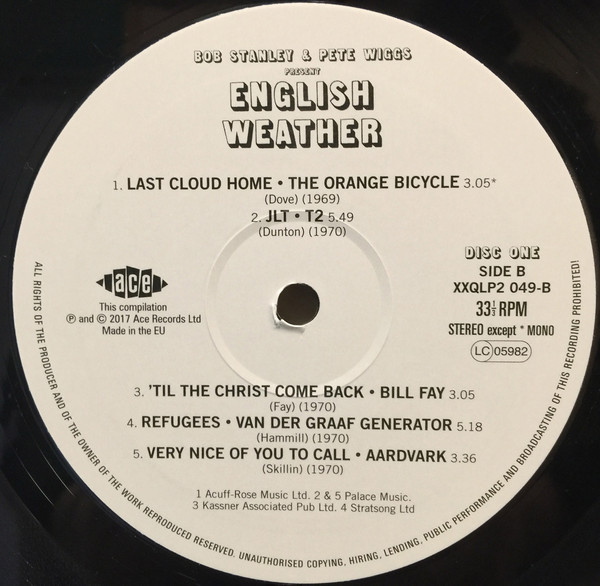 BOB STANLEY & PETE WIGGS
PRESENT
ENGLISH
WEATHER
1. LAST CLOUD HOME • THE ORANGE BICYCLE 3.05*
(Dove) (1969)
2. JLT • T2 5.49
(Dunton) (1970)
ace
This compilation
℗ and © 2017 Ace Records Ltd
Made in the EU
DISC ONE
SIDE B
XXQLP2 049-B
33⅓ RPM
STEREO except * MONO
LC 05982
3. 'TIL THE CHRIST COME BACK • BILL FAY 3.05
(Fay) (1970)
4. REFUGEES • VAN DER GRAAF GENERATOR 5.18
(Hammill) (1970)
5. VERY NICE OF YOU TO CALL • AARDVARK 3.36
(Skillin) (1970)
1 Acuff-Rose Music Ltd. 2 & 5 Palace Music.
3 Kassner Associated Pub Ltd. 4 Stratsong Ltd
ALL RIGHTS OF THE PRODUCER AND OF THE OWNER OF THE WORK REPRODUCED RESERVED. UNAUTHORISED COPYING, HIRING, LENDING, PUBLIC PERFORMANCE AND BROADCASTING OF THIS RECORDING PROHIBITED!